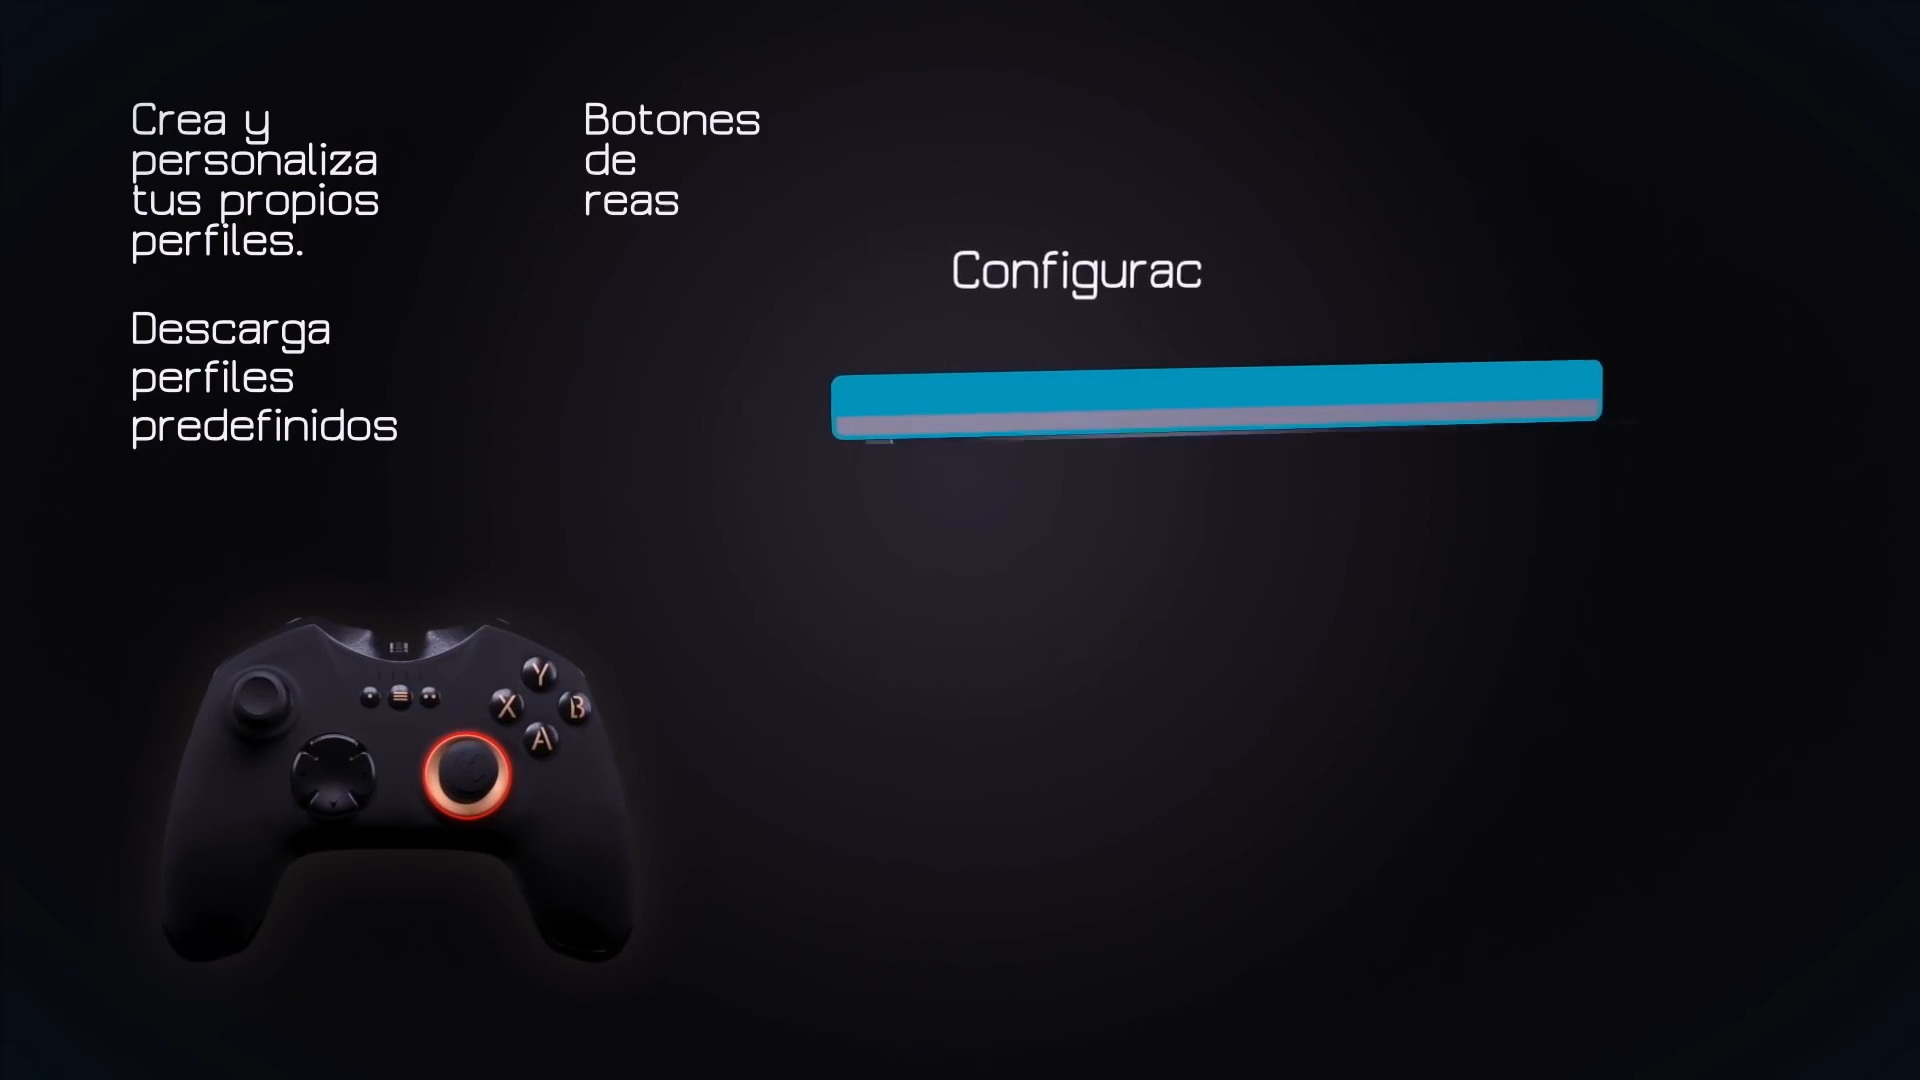 Crea y
personaliza
tus propios
perfiles.
Descarga
perfiles
predefinidos
Botones
de
reas
Configurac
Y
X
B
A